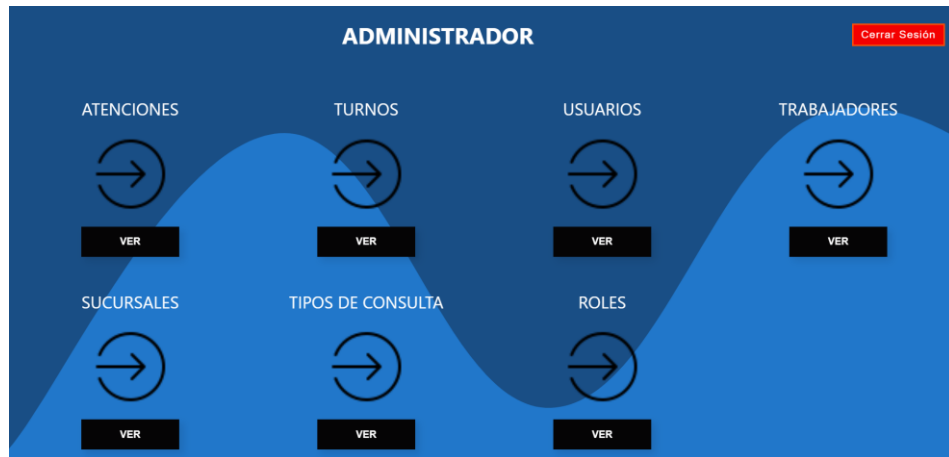 ADMINISTRADOR
Cerrar Sesión
ATENCIONES
TURNOS
USUARIOS
TRABAJADORES
VER
VER
VER
VER
SUCURSALES
TIPOS DE CONSULTA
ROLES
VER
VER
VER